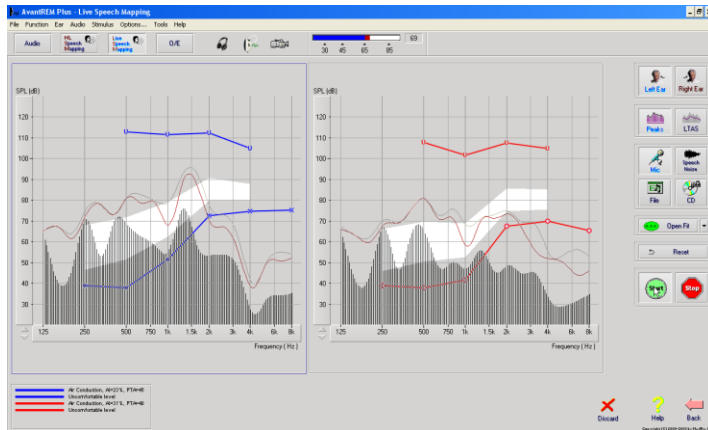 AvantREM Plus - Live Speech Mapping
File Function Ear Audio Stimulus Options... Tools Help
Audio
HL Speech Mapping
Live Speech Mapping
O/E
30 45 65 85
69
SPL (dB)
120
110
100
90
80
70
60
50
40
30
125 250 500 750 1k 1.5k 2k 3k 4k 6k 8k
Frequency ( Hz )
SPL (dB)
120
110
100
90
80
70
60
50
40
30
125 250 500 750 1k 1.5k 2k 3k 4k 6k 8k
Frequency ( Hz )
Left Ear Right Ear
Peaks LTAS
Mic Speech Noise
File CD
Open Fit
Reset
Start Stop
Uncomfortable level
Uncomfortable level
Discard Help Back